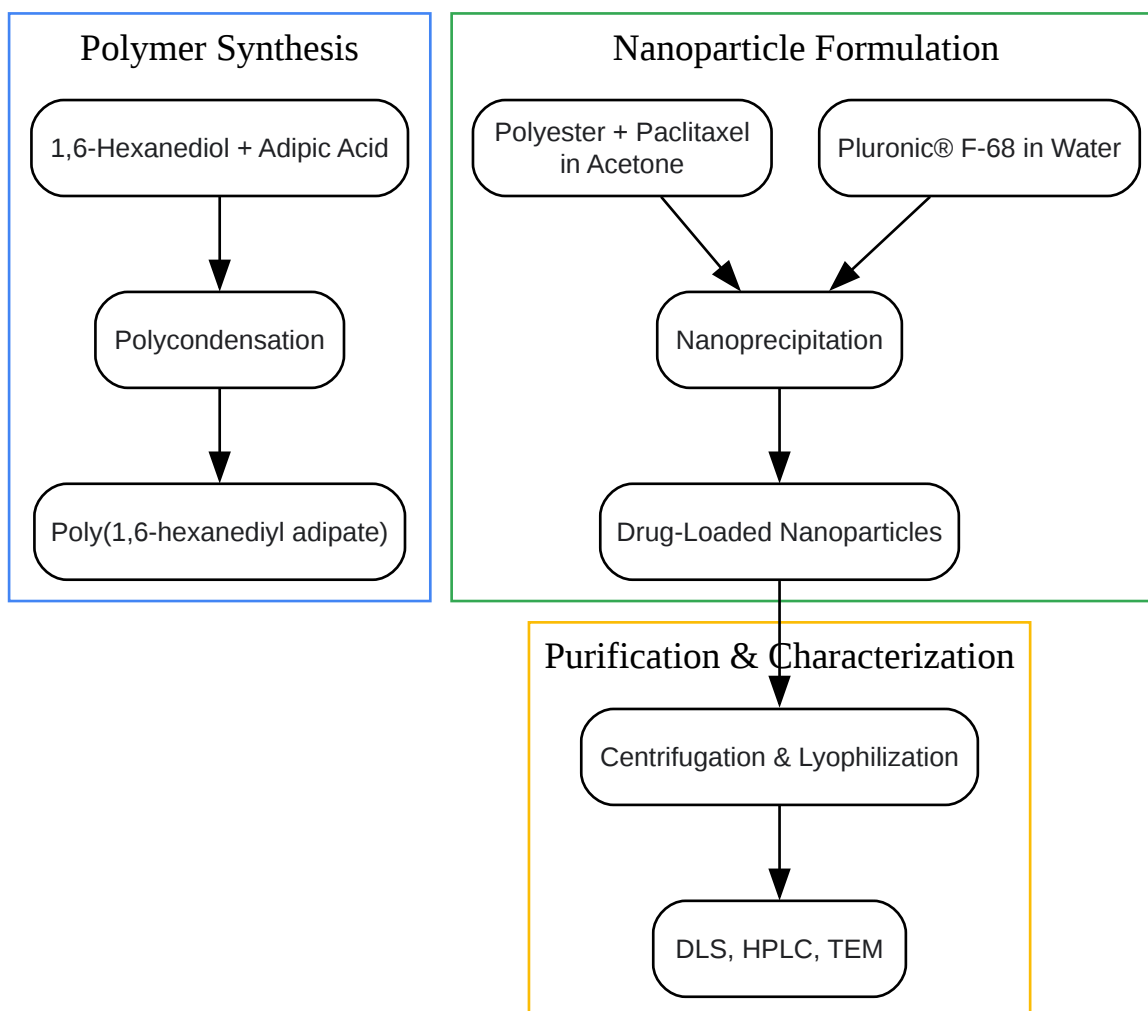 Polymer Synthesis
1,6-Hexanediol + Adipic Acid
Polycondensation
Poly(1,6-hexanediyl adipate)
Nanoparticle Formulation
Polyester + Paclitaxel
in Acetone
Pluronic® F-68 in Water
Nanoprecipitation
Drug-Loaded Nanoparticles
Purification & Characterization
Centrifugation & Lyophilization
DLS, HPLC, TEM